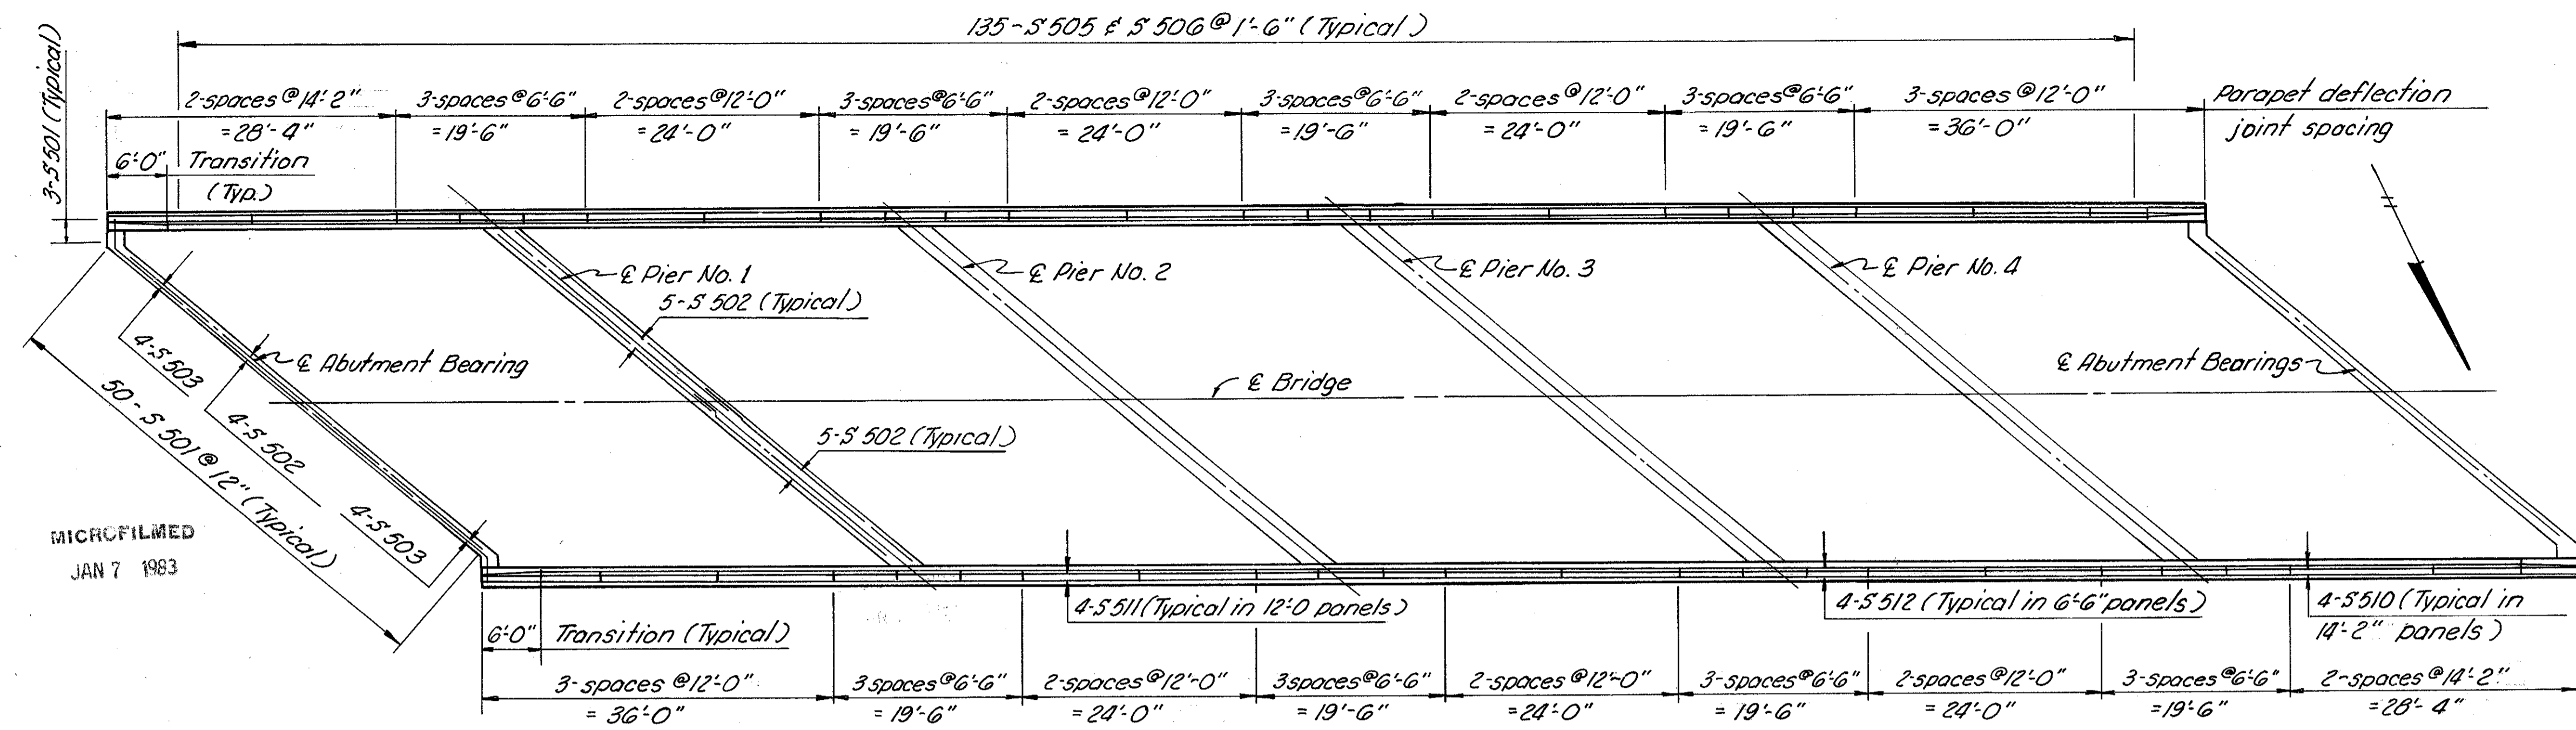 135-S505 & S506 @ 1'-6" (Typical)
3-S501 (Typical)
2-spaces @ 14'-2" 3-spaces @ 6'-6" 2-spaces @ 12'-0" 3-spaces @ 6'-6" 2-spaces @ 12'-0" 3-spaces @ 6'-6" 2-spaces @ 12'-0" 3-spaces @ 6'-6" 3-spaces @ 12'-0" Parapet deflection
=28'-4" =19'-6" =24'-0" =19'-6" =24'-0" =19'-6" =24'-0" =19'-6" =36'-0" joint spacing
6'-0" Transition
(Typ.)
℄ Pier No. 1 ℄ Pier No. 2 ℄ Pier No. 3 ℄ Pier No. 4
5-S502 (Typical)
4-S503
℄ Abutment Bearing
℄ Abutment Bearings
℄ Bridge
4-S502
50-S501 @ 12" (Typical)
5-S502 (Typical)
4-S503
MICROFILMED
JAN 7 1983
4-S511 (Typical in 12'-0 panels)
4-S512 (Typical in 6'-6" panels)
4-S510 (Typical in
14'-2" panels)
6'-0" Transition (Typical)
3-spaces @ 12'-0" 3 spaces @ 6'-6" 2-spaces @ 12'-0" 3 spaces @ 6'-6" 2-spaces @ 12'-0" 3-spaces @ 6'-6" 2-spaces @ 12'-0" 3-spaces @ 6'-6" 2-spaces @ 14'-2"
=36'-0" =19'-6" =24'-0" =19'-6" =24'-0" =19'-6" =24'-0" =19'-6" =28'-4"